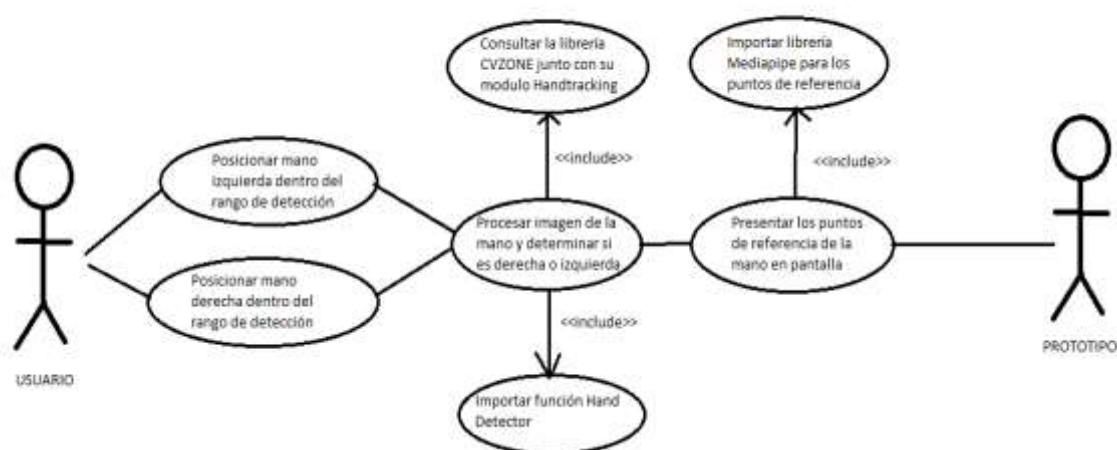 Consultar la librería
CVZONE junto con su
modulo Handtracking
Importar librería
Mediapipe para los
puntos de referencia
<<include>>
<<include>>
Posicionar mano
izquierda dentro del
rango de detección
Procesar imagen de la
mano y determinar si
es derecha o izquierda
Presentar los puntos
de referencia de la
mano en pantalla
Posicionar mano
derecha dentro del
rango de detección
<<include>>
USUARIO
PROTOTIPO
Importar función Hand
Detector